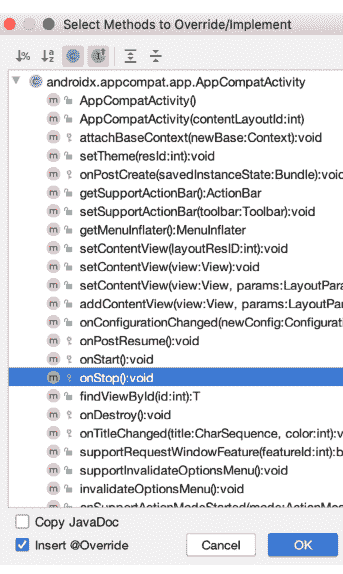 Select Methods to Override/Implement
androidx.appcompat.app.AppCompatActivity
AppCompatActivity()
AppCompatActivity(contentLayoutId:int)
attachBaseContext(newBase:Context):void
setTheme(resId:int):void
onPostCreate(savedInstanceState:Bundle):void
getSupportActionBar():ActionBar
setSupportActionBar(toolbar:Toolbar):void
getMenuInflater():MenuInflater
setContentView(layoutResID:int):void
setContentView(view:View):void
setContentView(view:View, params:LayoutPara
addContentView(view:View, params:LayoutPara
onConfigurationChanged(newConfig:Configurati
onPostResume():void
onStart():void
onStop():void
findViewById(id:int):T
onDestroy():void
onTitleChanged(title:CharSequence, color:int):v
supportRequestWindowFeature(featureId:int):b
supportInvalidateOptionsMenu():void
invalidateOptionsMenu():void
onSupportActionModeStarted(mode:ActionMod
Copy JavaDoc
Insert @Override
Cancel
OK